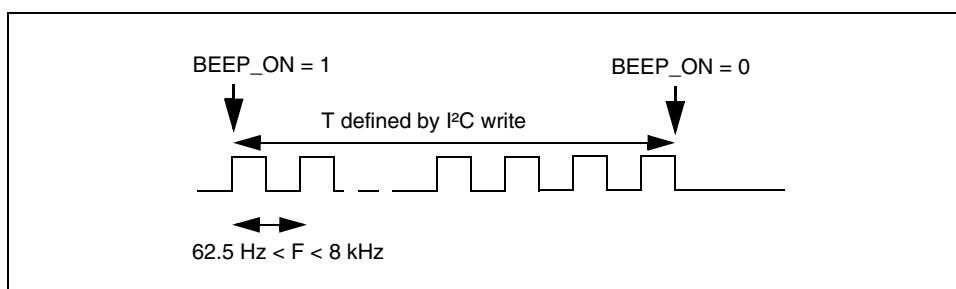 BEEP_ON = 1
BEEP_ON = 0
T defined by I²C write
62.5 Hz < F < 8 kHz